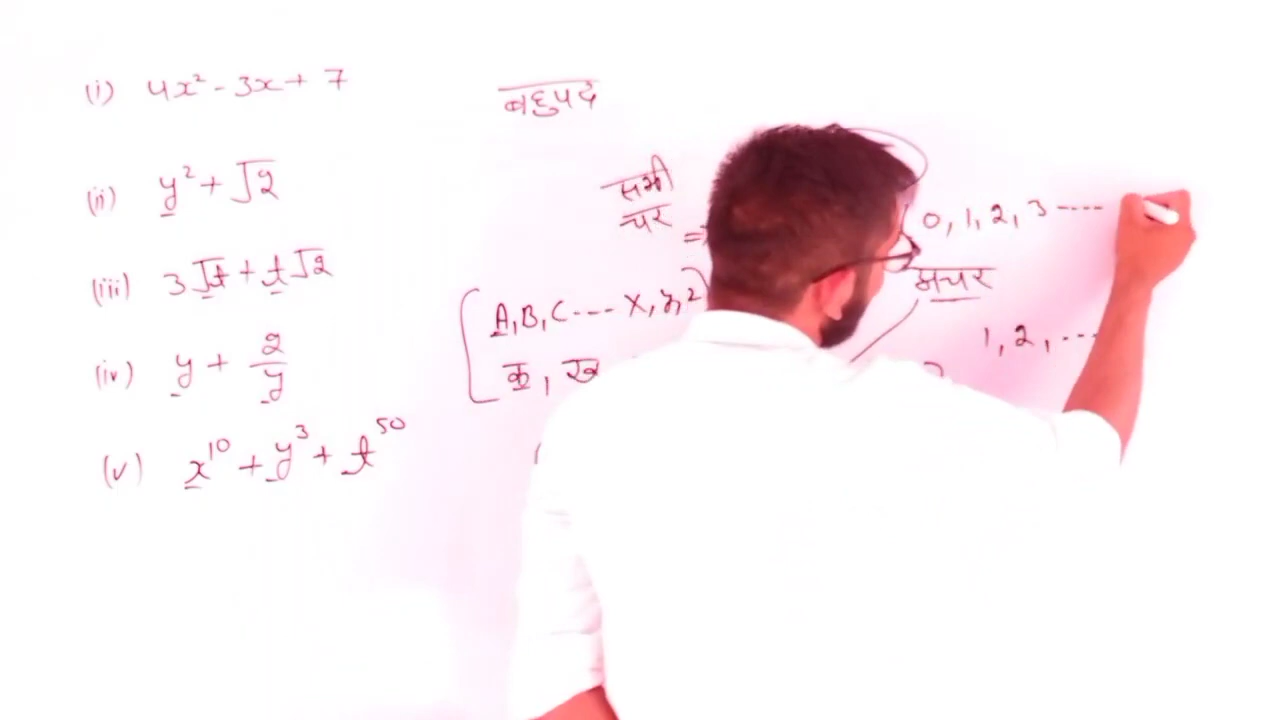 (i) 4x² - 3x + 7
(ii) y² + √2
(iii) 3√t + t√2
(iv) y + 2/y
(v) x¹⁰ + y³ + t⁵⁰
बहुपद
सभी
चर
=
A, B, C ---- X, y, z
क, ख
0, 1, 2, 3 -----
अचर
1, 2, ---